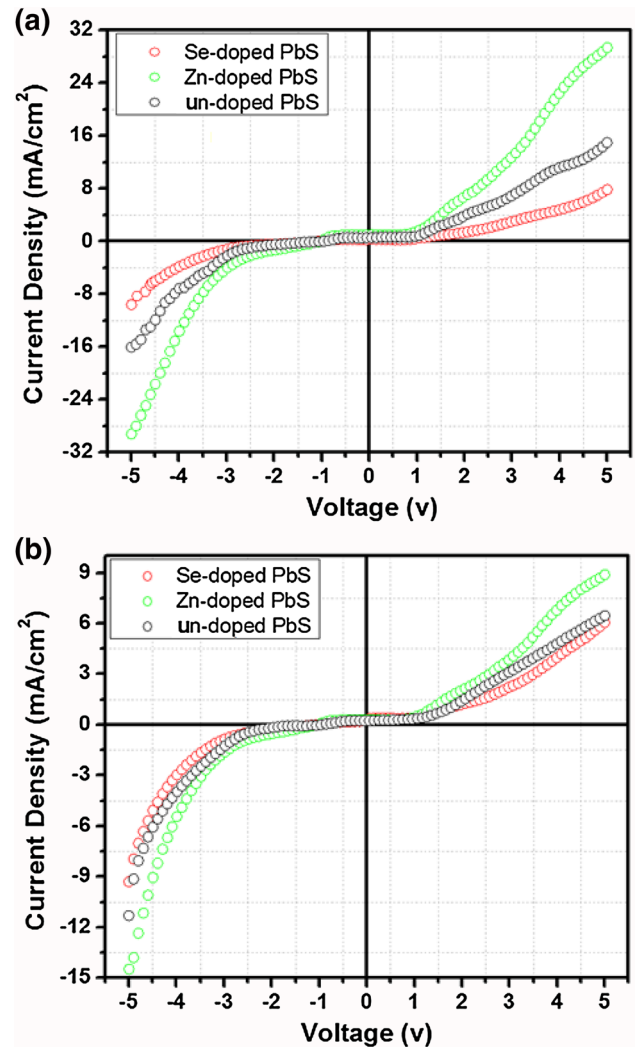 (a)
Se-doped PbS
Zn-doped PbS
un-doped PbS
32
24
16
8
0
-8
-16
-24
-32
Current Density (mA/cm²)
-5 -4 -3 -2 -1 0 1 2 3 4 5
Voltage (v)
(b)
Se-doped PbS
Zn-doped PbS
un-doped PbS
9
6
3
0
-3
-6
-9
-12
-15
Current Density (mA/cm²)
-5 -4 -3 -2 -1 0 1 2 3 4 5
Voltage (v)